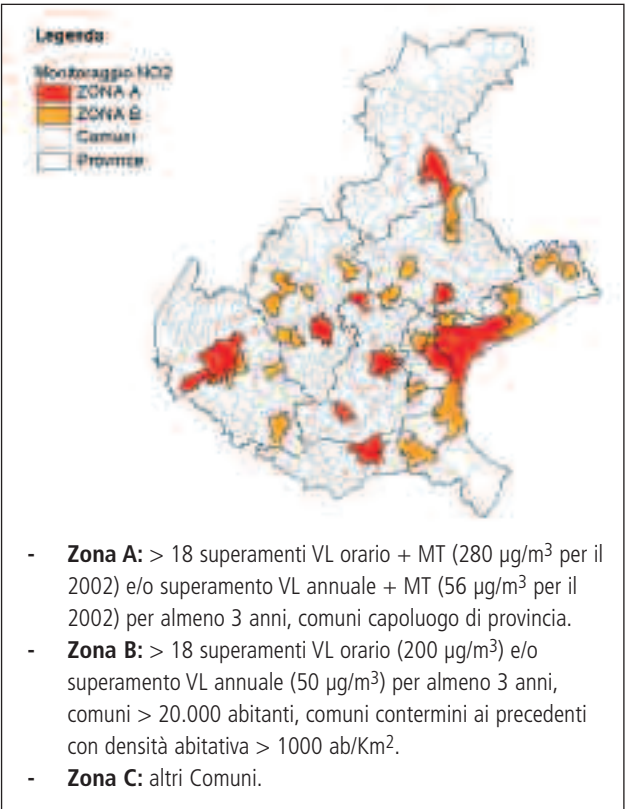 Legenda
Monitoraggio NO2
ZONA A
ZONA B
Comuni
Province
- Zona A: > 18 superamenti VL orario + MT (280 µg/m³ per il
2002) e/o superamento VL annuale + MT (56 µg/m³ per il
2002) per almeno 3 anni, comuni capoluogo di provincia.
- Zona B: > 18 superamenti VL orario (200 µg/m³) e/o
superamento VL annuale (50 µg/m³) per almeno 3 anni,
comuni > 20.000 abitanti, comuni contermini ai precedenti
con densità abitativa > 1000 ab/Km².
- Zona C: altri Comuni.